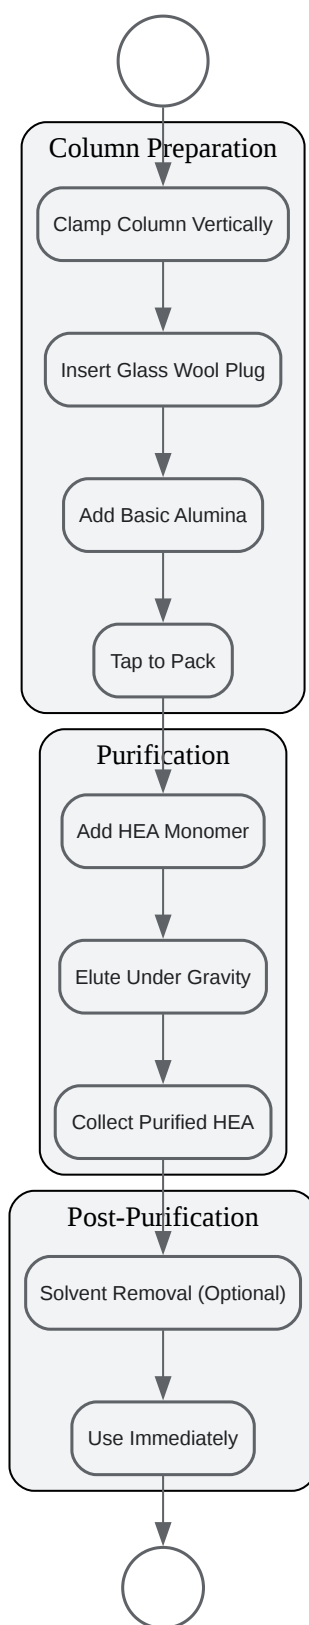 Column Preparation
Clamp Column Vertically
Insert Glass Wool Plug
Add Basic Alumina
Tap to Pack
Purification
Add HEA Monomer
Elute Under Gravity
Collect Purified HEA
Post-Purification
Solvent Removal (Optional)
Use Immediately